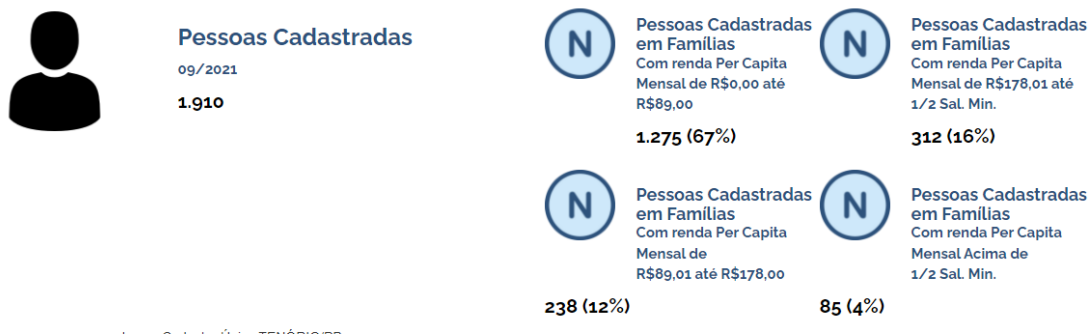 Pessoas Cadastradas
09/2021
1.910
N
Pessoas Cadastradas
em Famílias
Com renda Per Capita
Mensal de R$0,00 até
R$89,00
1.275 (67%)
N
Pessoas Cadastradas
em Famílias
Com renda Per Capita
Mensal de R$178,01 até
1/2 Sal. Min.
312 (16%)
N
Pessoas Cadastradas
em Famílias
Com renda Per Capita
Mensal de
R$89,01 até R$178,00
238 (12%)
N
Pessoas Cadastradas
em Famílias
Com renda Per Capita
Mensal Acima de
1/2 Sal. Min.
85 (4%)